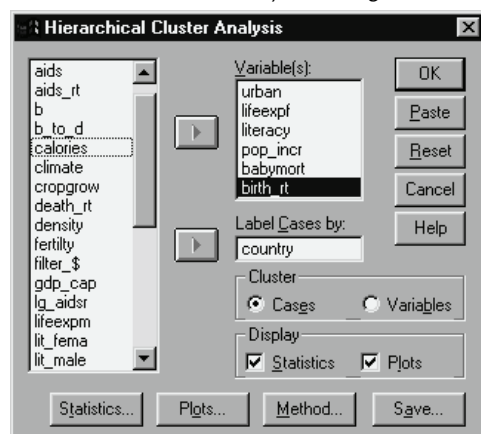 Hierarchical Cluster Analysis
aids
aids_rt
b
b_to_d
calories
climate
cropgrow
death_rt
density
fertilty
filter_$
gdp_cap
lg_aidsr
lifeexpm
lit_fema
lit_male
Variable(s):
urban
lifeexpf
literacy
pop_incr
babymort
birth_rt
Label Cases by:
country
Cluster
Cases
Variables
Display
Statistics
Plots
OK
Paste
Reset
Cancel
Help
Statistics...
Plots...
Method...
Save...